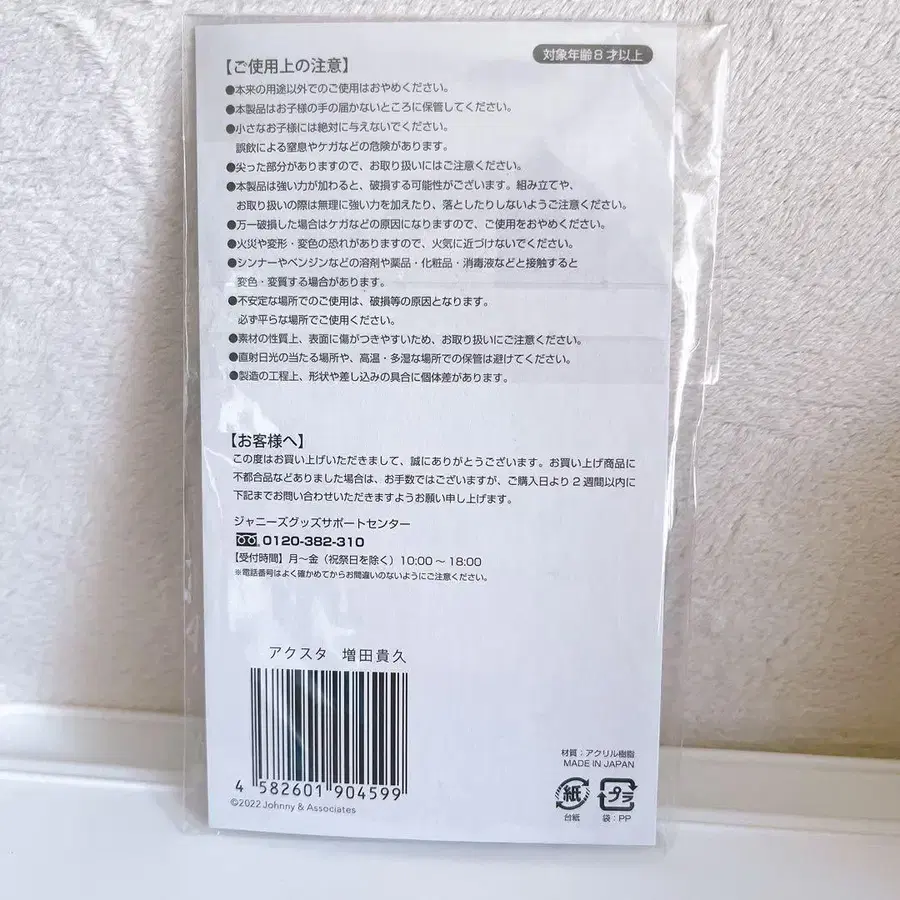 対象年齢8才以上
【ご使用上の注意】
●本来の用途以外でのご使用はおやめください。
●本製品はお子様の手の届かないところに保管してください。
●小さなお子様には絶対に与えないでください。
誤飲による窒息やケガなどの危険があります。
●尖った部分がありますので、お取り扱いにはご注意ください。
●本製品は強い力が加わると、破損する可能性がございます。組み立てや、
お取り扱いの際は無理に強い力を加えたり、落としたりしないようご注意ください。
●万一破損した場合はケガなどの原因になりますので、ご使用をおやめください。
●火災や変形・変色の恐れがありますので、火気に近づけないでください。
●シンナーやベンジンなどの溶剤や薬品・化粧品・消毒液などと接触すると
変色・変質する場合があります。
●不安定な場所でのご使用は、破損等の原因となります。
必ず平らな場所でご使用ください。
●素材の性質上、表面に傷がつきやすいため、お取り扱いにご注意ください。
●直射日光の当たる場所や、高温・多湿な場所での保管は避けてください。
●製造の工程上、形状や差し込みの具合に個体差があります。
【お客様へ】
この度はお買い上げいただきまして、誠にありがとうございます。お買い上げ商品に
不都合品などありました場合は、お手数ではございますが、ご購入日より2週間以内に
下記までお問い合わせいただきますようお願い申し上げます。
ジャニーズグッズサポートセンター
0120-382-310
【受付時間】月〜金（祝祭日を除く）10:00〜18:00
※電話番号はよく確かめてからお間違いのないようにご注意ください。
アクスタ 増田貴久
4 582601 904599
©2022 Johnny & Associates
材質：アクリル樹脂
MADE IN JAPAN
紙 プラ
台紙 袋：PP